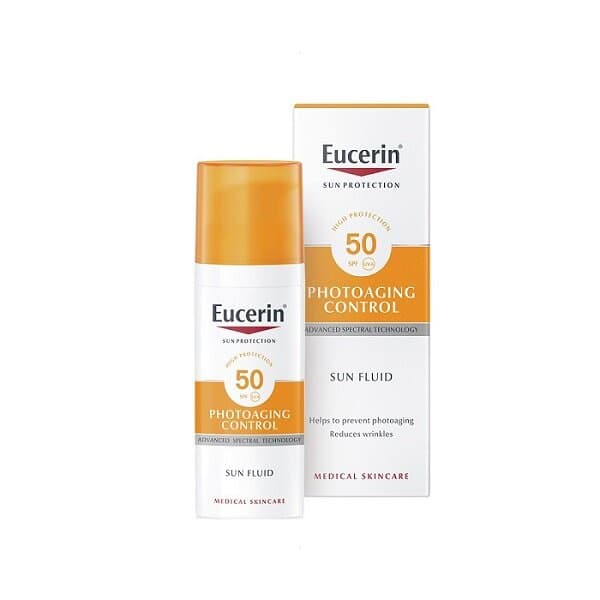 Eucerin®
SUN PROTECTION
HIGH PROTECTION
50
SPF UVA
PHOTOAGING
CONTROL
ADVANCED SPECTRAL TECHNOLOGY
SUN FLUID
MEDICAL SKINCARE
Eucerin®
SUN PROTECTION
HIGH PROTECTION
50
SPF UVA
PHOTOAGING
CONTROL
ADVANCED SPECTRAL TECHNOLOGY
SUN FLUID
Helps to prevent photoaging
Reduces wrinkles
MEDICAL SKINCARE